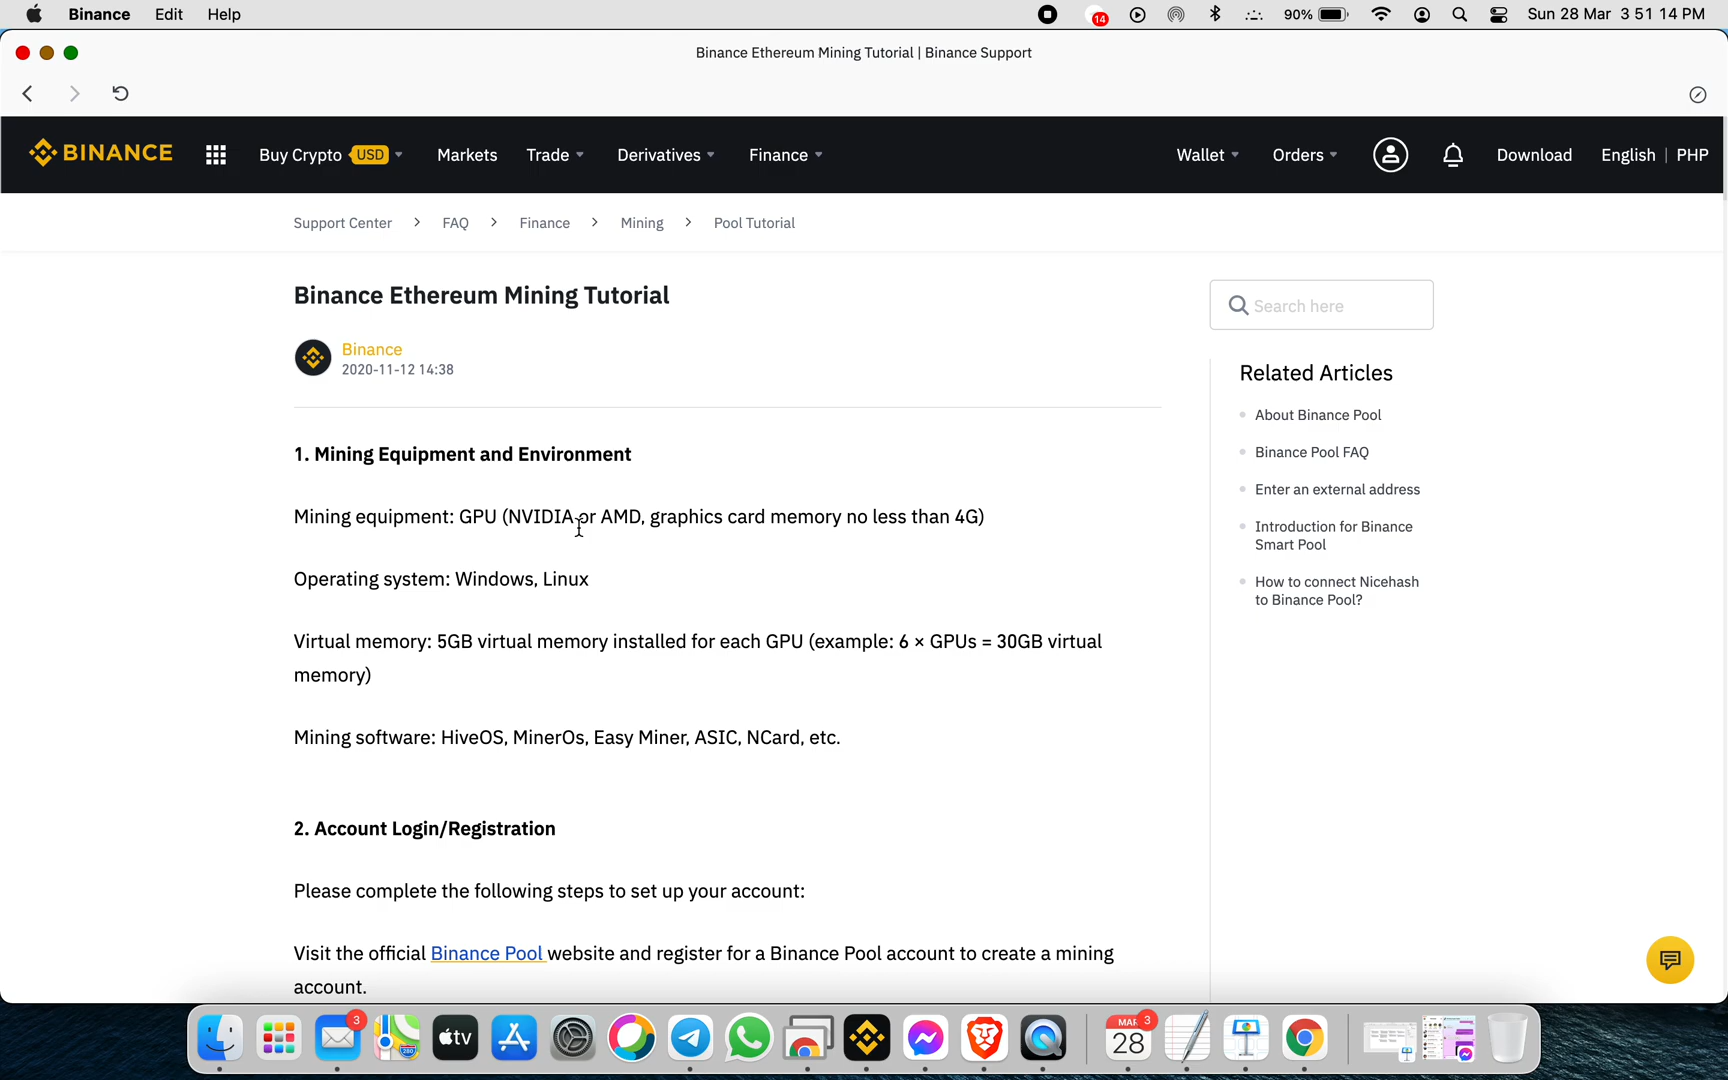 Binance Edit Help
14
90%
Sun 28 Mar 3 51 14 PM
Binance Ethereum Mining Tutorial | Binance Support
BINANCE
Buy Crypto USD
Markets
Trade
Derivatives
Finance
Wallet
Orders
Download
English | PHP
Support Center > FAQ > Finance > Mining > Pool Tutorial
Binance Ethereum Mining Tutorial
Binance
2020-11-12 14:38
1. Mining Equipment and Environment
Mining equipment: GPU (NVIDIA or AMD, graphics card memory no less than 4G)
Operating system: Windows, Linux
Virtual memory: 5GB virtual memory installed for each GPU (example: 6 × GPUs = 30GB virtual
memory)
Mining software: HiveOS, MinerOs, Easy Miner, ASIC, NCard, etc.
2. Account Login/Registration
Please complete the following steps to set up your account:
Visit the official Binance Pool website and register for a Binance Pool account to create a mining
account.
Search here
Related Articles
About Binance Pool
Binance Pool FAQ
Enter an external address
Introduction for Binance
Smart Pool
How to connect Nicehash
to Binance Pool?
3
280
tv
MAR
3
28